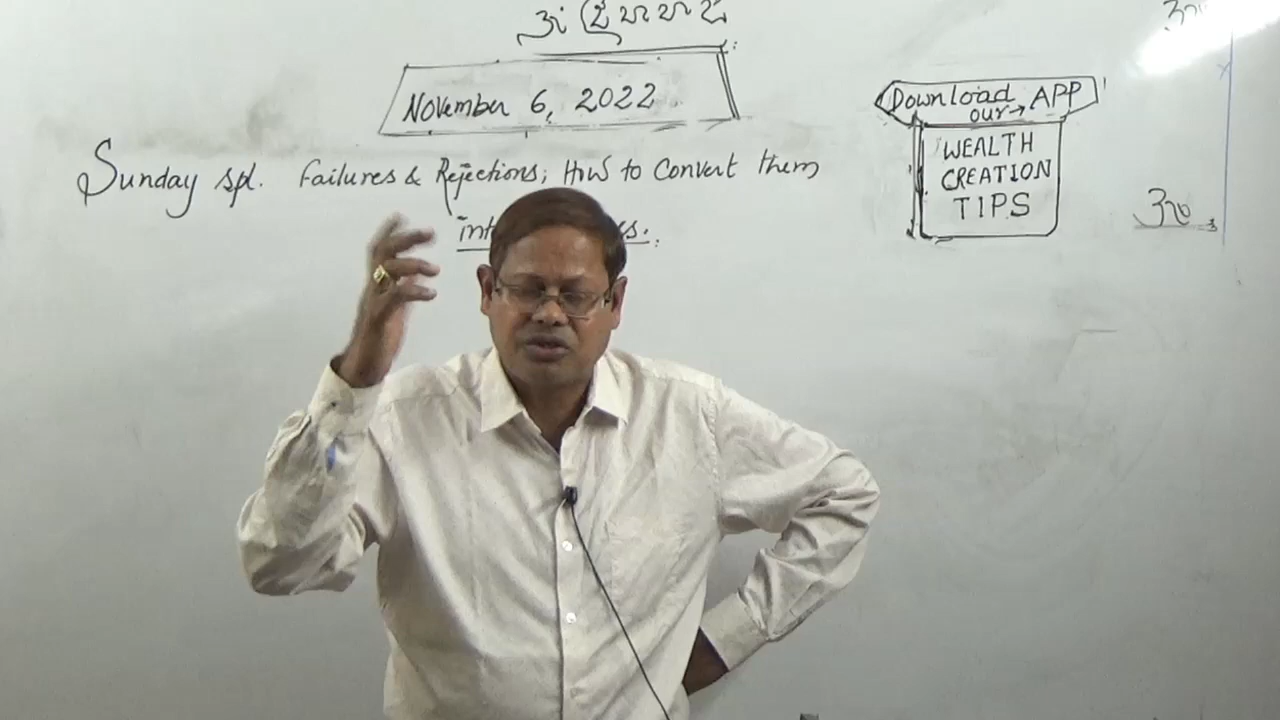 November 6, 2022
Sunday spl. Failures & Rejections; How to Convert them
Download
our→ APP
WEALTH
CREATION
TIPS